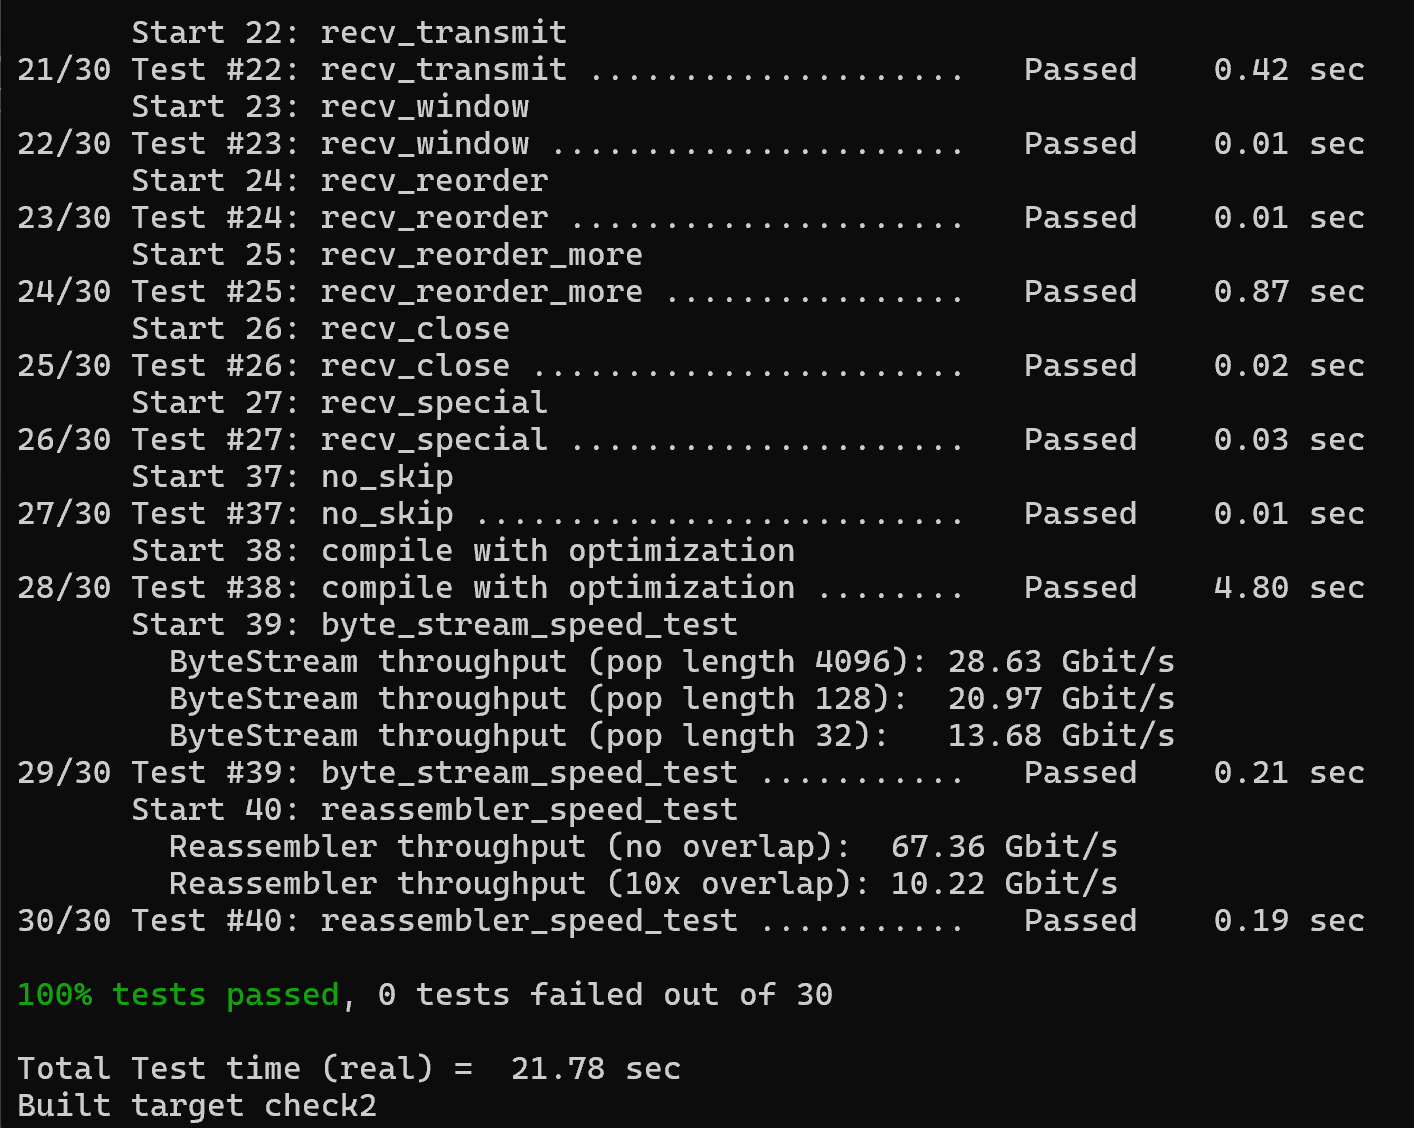 Start 22: recv_transmit
21/30 Test #22: recv_transmit ....................   Passed    0.42 sec
Start 23: recv_window
22/30 Test #23: recv_window ......................   Passed    0.01 sec
Start 24: recv_reorder
23/30 Test #24: recv_reorder .....................   Passed    0.01 sec
Start 25: recv_reorder_more
24/30 Test #25: recv_reorder_more ................   Passed    0.87 sec
Start 26: recv_close
25/30 Test #26: recv_close .......................   Passed    0.02 sec
Start 27: recv_special
26/30 Test #27: recv_special .....................   Passed    0.03 sec
Start 37: no_skip
27/30 Test #37: no_skip ..........................   Passed    0.01 sec
Start 38: compile with optimization
28/30 Test #38: compile with optimization ........   Passed    4.80 sec
Start 39: byte_stream_speed_test
ByteStream throughput (pop length 4096): 28.63 Gbit/s
ByteStream throughput (pop length 128):  20.97 Gbit/s
ByteStream throughput (pop length 32):   13.68 Gbit/s
29/30 Test #39: byte_stream_speed_test ...........   Passed    0.21 sec
Start 40: reassembler_speed_test
Reassembler throughput (no overlap):  67.36 Gbit/s
Reassembler throughput (10x overlap): 10.22 Gbit/s
30/30 Test #40: reassembler_speed_test ...........   Passed    0.19 sec
100% tests passed, 0 tests failed out of 30
Total Test time (real) =  21.78 sec
Built target check2